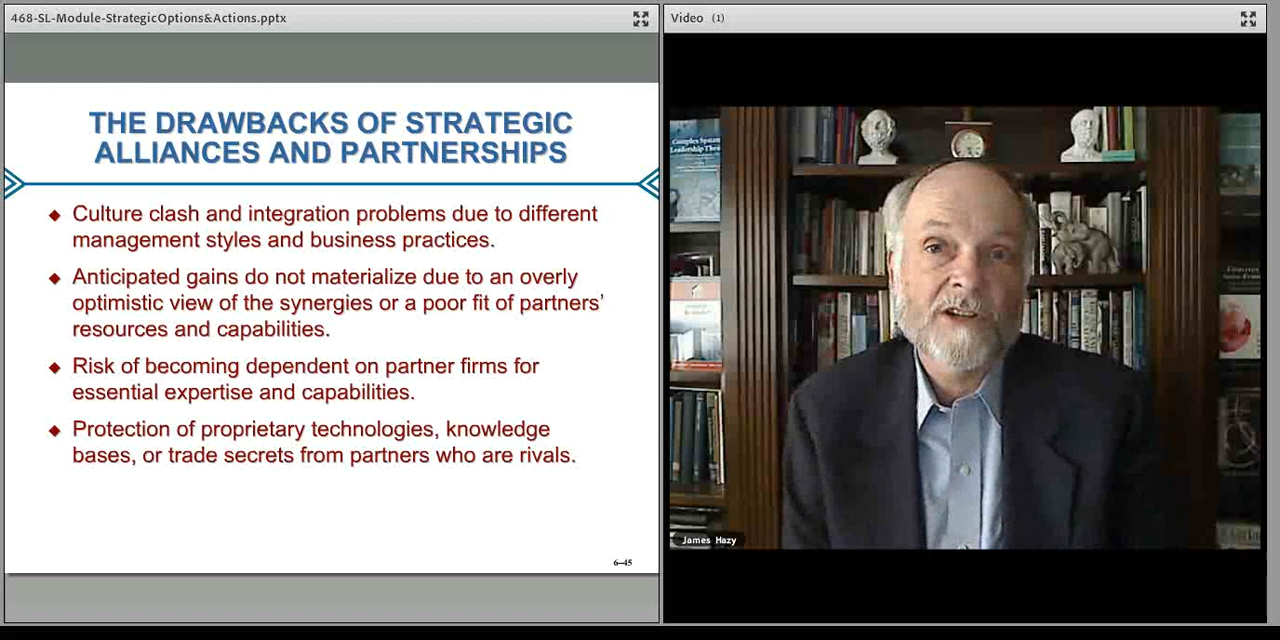 468-SL-Module-StrategicOptions&Actions.pptx
Video (1)
THE DRAWBACKS OF STRATEGIC
ALLIANCES AND PARTNERSHIPS
Culture clash and integration problems due to different
management styles and business practices.
Anticipated gains do not materialize due to an overly
optimistic view of the synergies or a poor fit of partners’
resources and capabilities.
Risk of becoming dependent on partner firms for
essential expertise and capabilities.
Protection of proprietary technologies, knowledge
bases, or trade secrets from partners who are rivals.
6–45
Complex Systems
Leadership
James Hazy